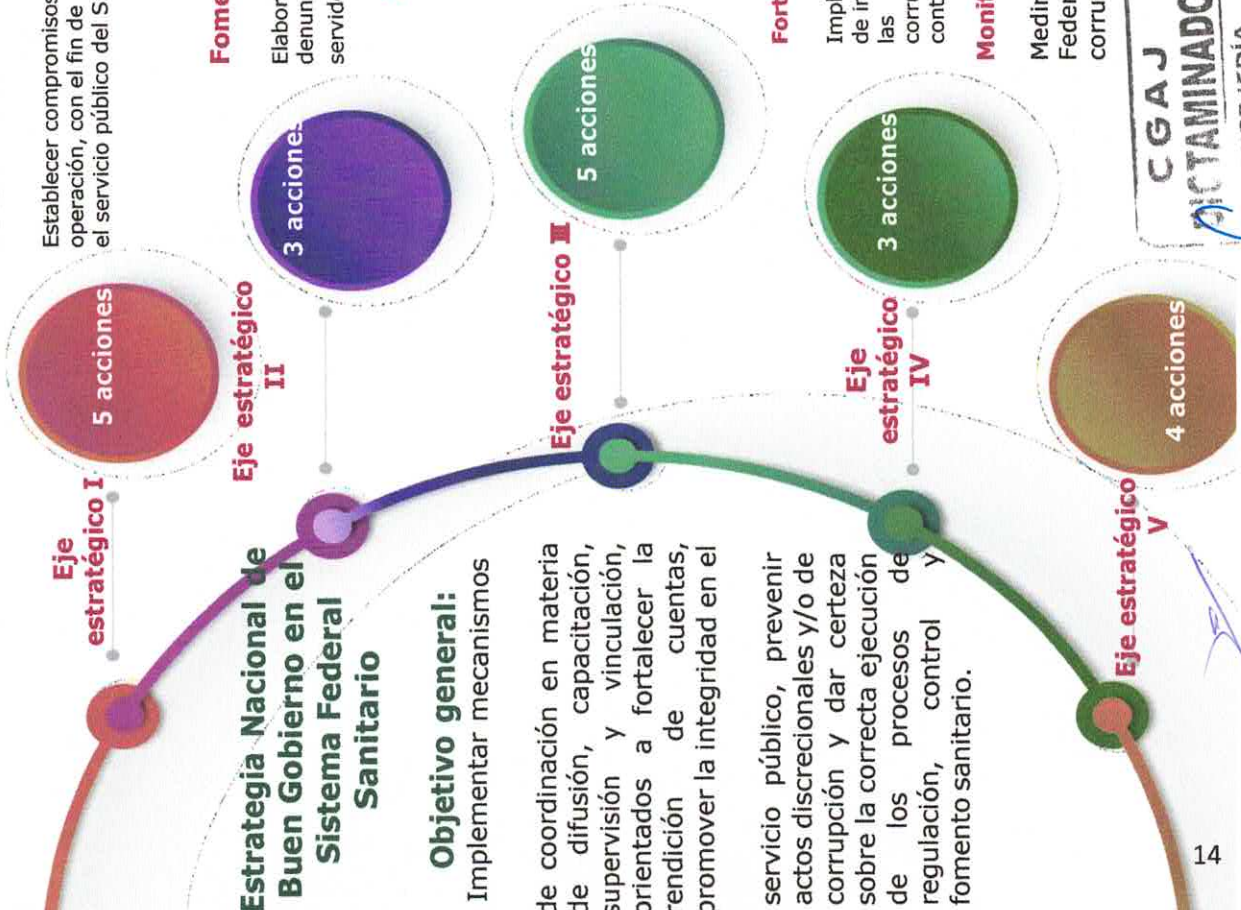 Estrategia Nacional de
Buen Gobierno en el
Sistema Federal
Sanitario
Objetivo general:
Implementar mecanismos
de coordinación en materia
de difusión, capacitación,
supervisión y vinculación,
orientados a fortalecer la
rendición de cuentas,
promover la integridad en el
servicio público, prevenir
actos discrecionales y/o de
corrupción y dar certeza
sobre la correcta ejecución
de los procesos de
regulación, control y
fomento sanitario.
Eje
estratégico I
5 acciones
Establecer compromisos
operación, con el fin de
el servicio público del S
Eje estratégico
II
3 acciones
Fome
Elabor
denun
servid
Eje estratégico III
5 acciones
Eje
estratégico
IV
3 acciones
Fort
Impl
de in
las
corru
cont
Eje estratégico
V
4 acciones
Monit
Medin
Feder
corru
CGAJ
14